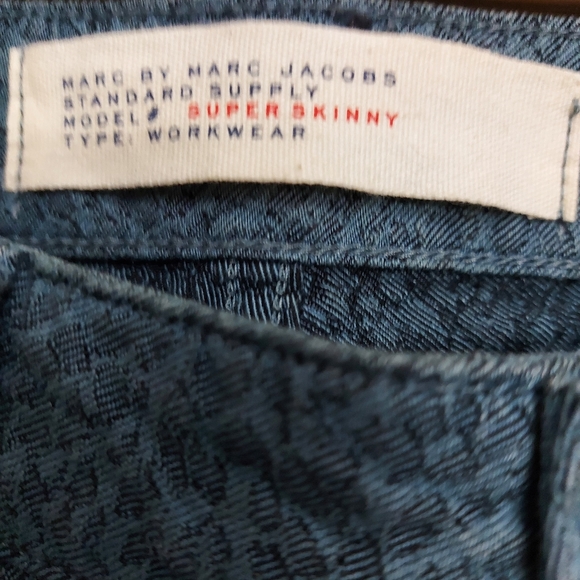 MARC BY MARC JACOBS
STANDARD SUPPLY
MODEL# SUPER SKINNY
TYPE: WORKWEAR